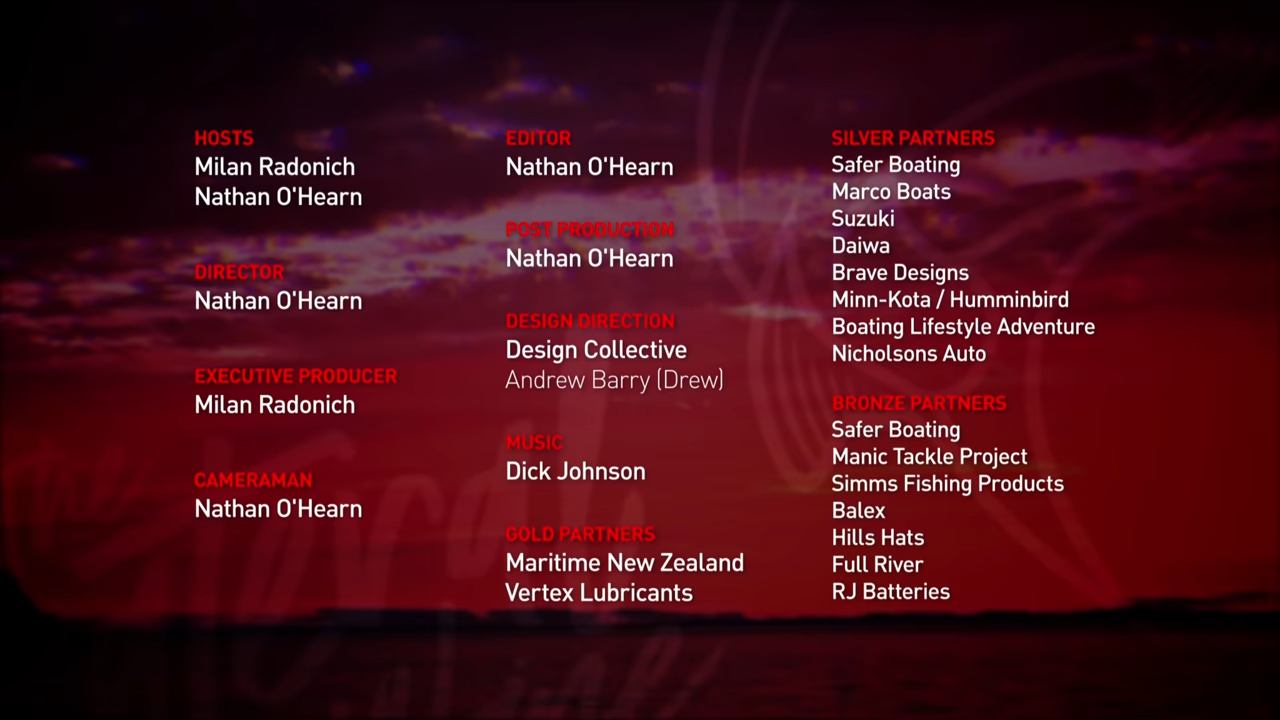 HOSTS
Milan Radonich
Nathan O'Hearn
DIRECTOR
Nathan O'Hearn
EXECUTIVE PRODUCER
Milan Radonich
CAMERAMAN
Nathan O'Hearn
EDITOR
Nathan O'Hearn
POST PRODUCTION
Nathan O'Hearn
DESIGN DIRECTION
Design Collective
Andrew Barry (Drew)
MUSIC
Dick Johnson
GOLD PARTNERS
Maritime New Zealand
Vertex Lubricants
SILVER PARTNERS
Safer Boating
Marco Boats
Suzuki
Daiwa
Brave Designs
Minn-Kota / Humminbird
Boating Lifestyle Adventure
Nicholsons Auto
BRONZE PARTNERS
Safer Boating
Manic Tackle Project
Simms Fishing Products
Balex
Hills Hats
Full River
RJ Batteries